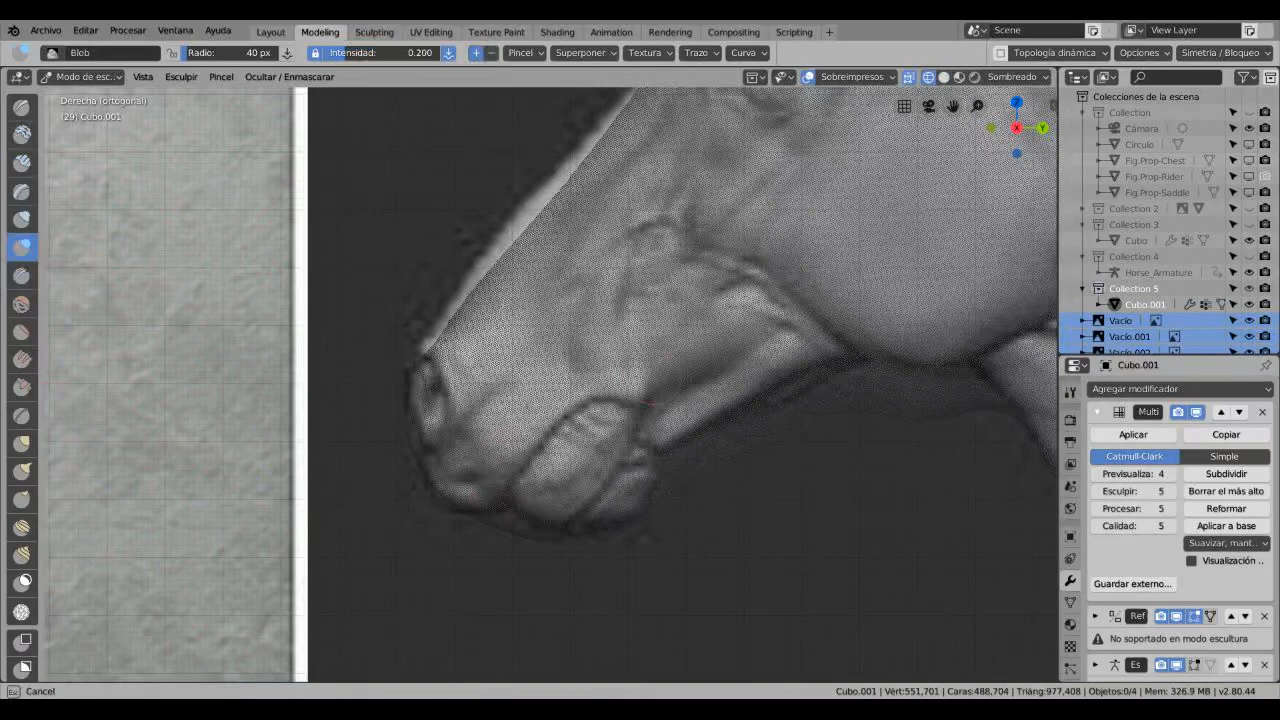 Archivo Editar Procesar Ventana Ayuda Layout Modeling Sculpting UV Editing Texture Paint Shading Animation Rendering Compositing Scripting + Scene View Layer
Blob Radio: 40 px Intensidad: 0.200 + − Pincel Superponer Textura Trazo Curva Topología dinámica Opciones Simetría / Bloqueo
Modo de esc... Vista Esculpir Pincel Ocultar / Enmascarar Sobreimpresos Sombreado
Derecha (ortogonal)
(29) Cubo.001
Z
X
Y
Colecciones de la escena
Collection
Cámara
Círculo
Fig.Prop-Chest
Fig.Prop-Rider
Fig.Prop-Saddle
Collection 2
Collection 3
Cubo
Collection 4
Horse_Armature
Collection 5
Cubo.001
Vacío
Vacío.001
Vacío.002
Cubo.001
Agregar modificador
Multi
Aplicar Copiar
Catmull-Clark Simple
Previsualiza: 4 Subdividir
Esculpir: 5 Borrar el más alto
Procesar: 5 Reformar
Calidad: 5 Aplicar a base
Suavizar, mant..
Visualización ..
Guardar externo...
Ref
No soportado en modo escultura
Es
Esc Cancel Cubo.001 | Vért:551,701 | Caras:488,704 | Triáng:977,408 | Objetos:0/4 | Mem: 326.9 MB | v2.80.44